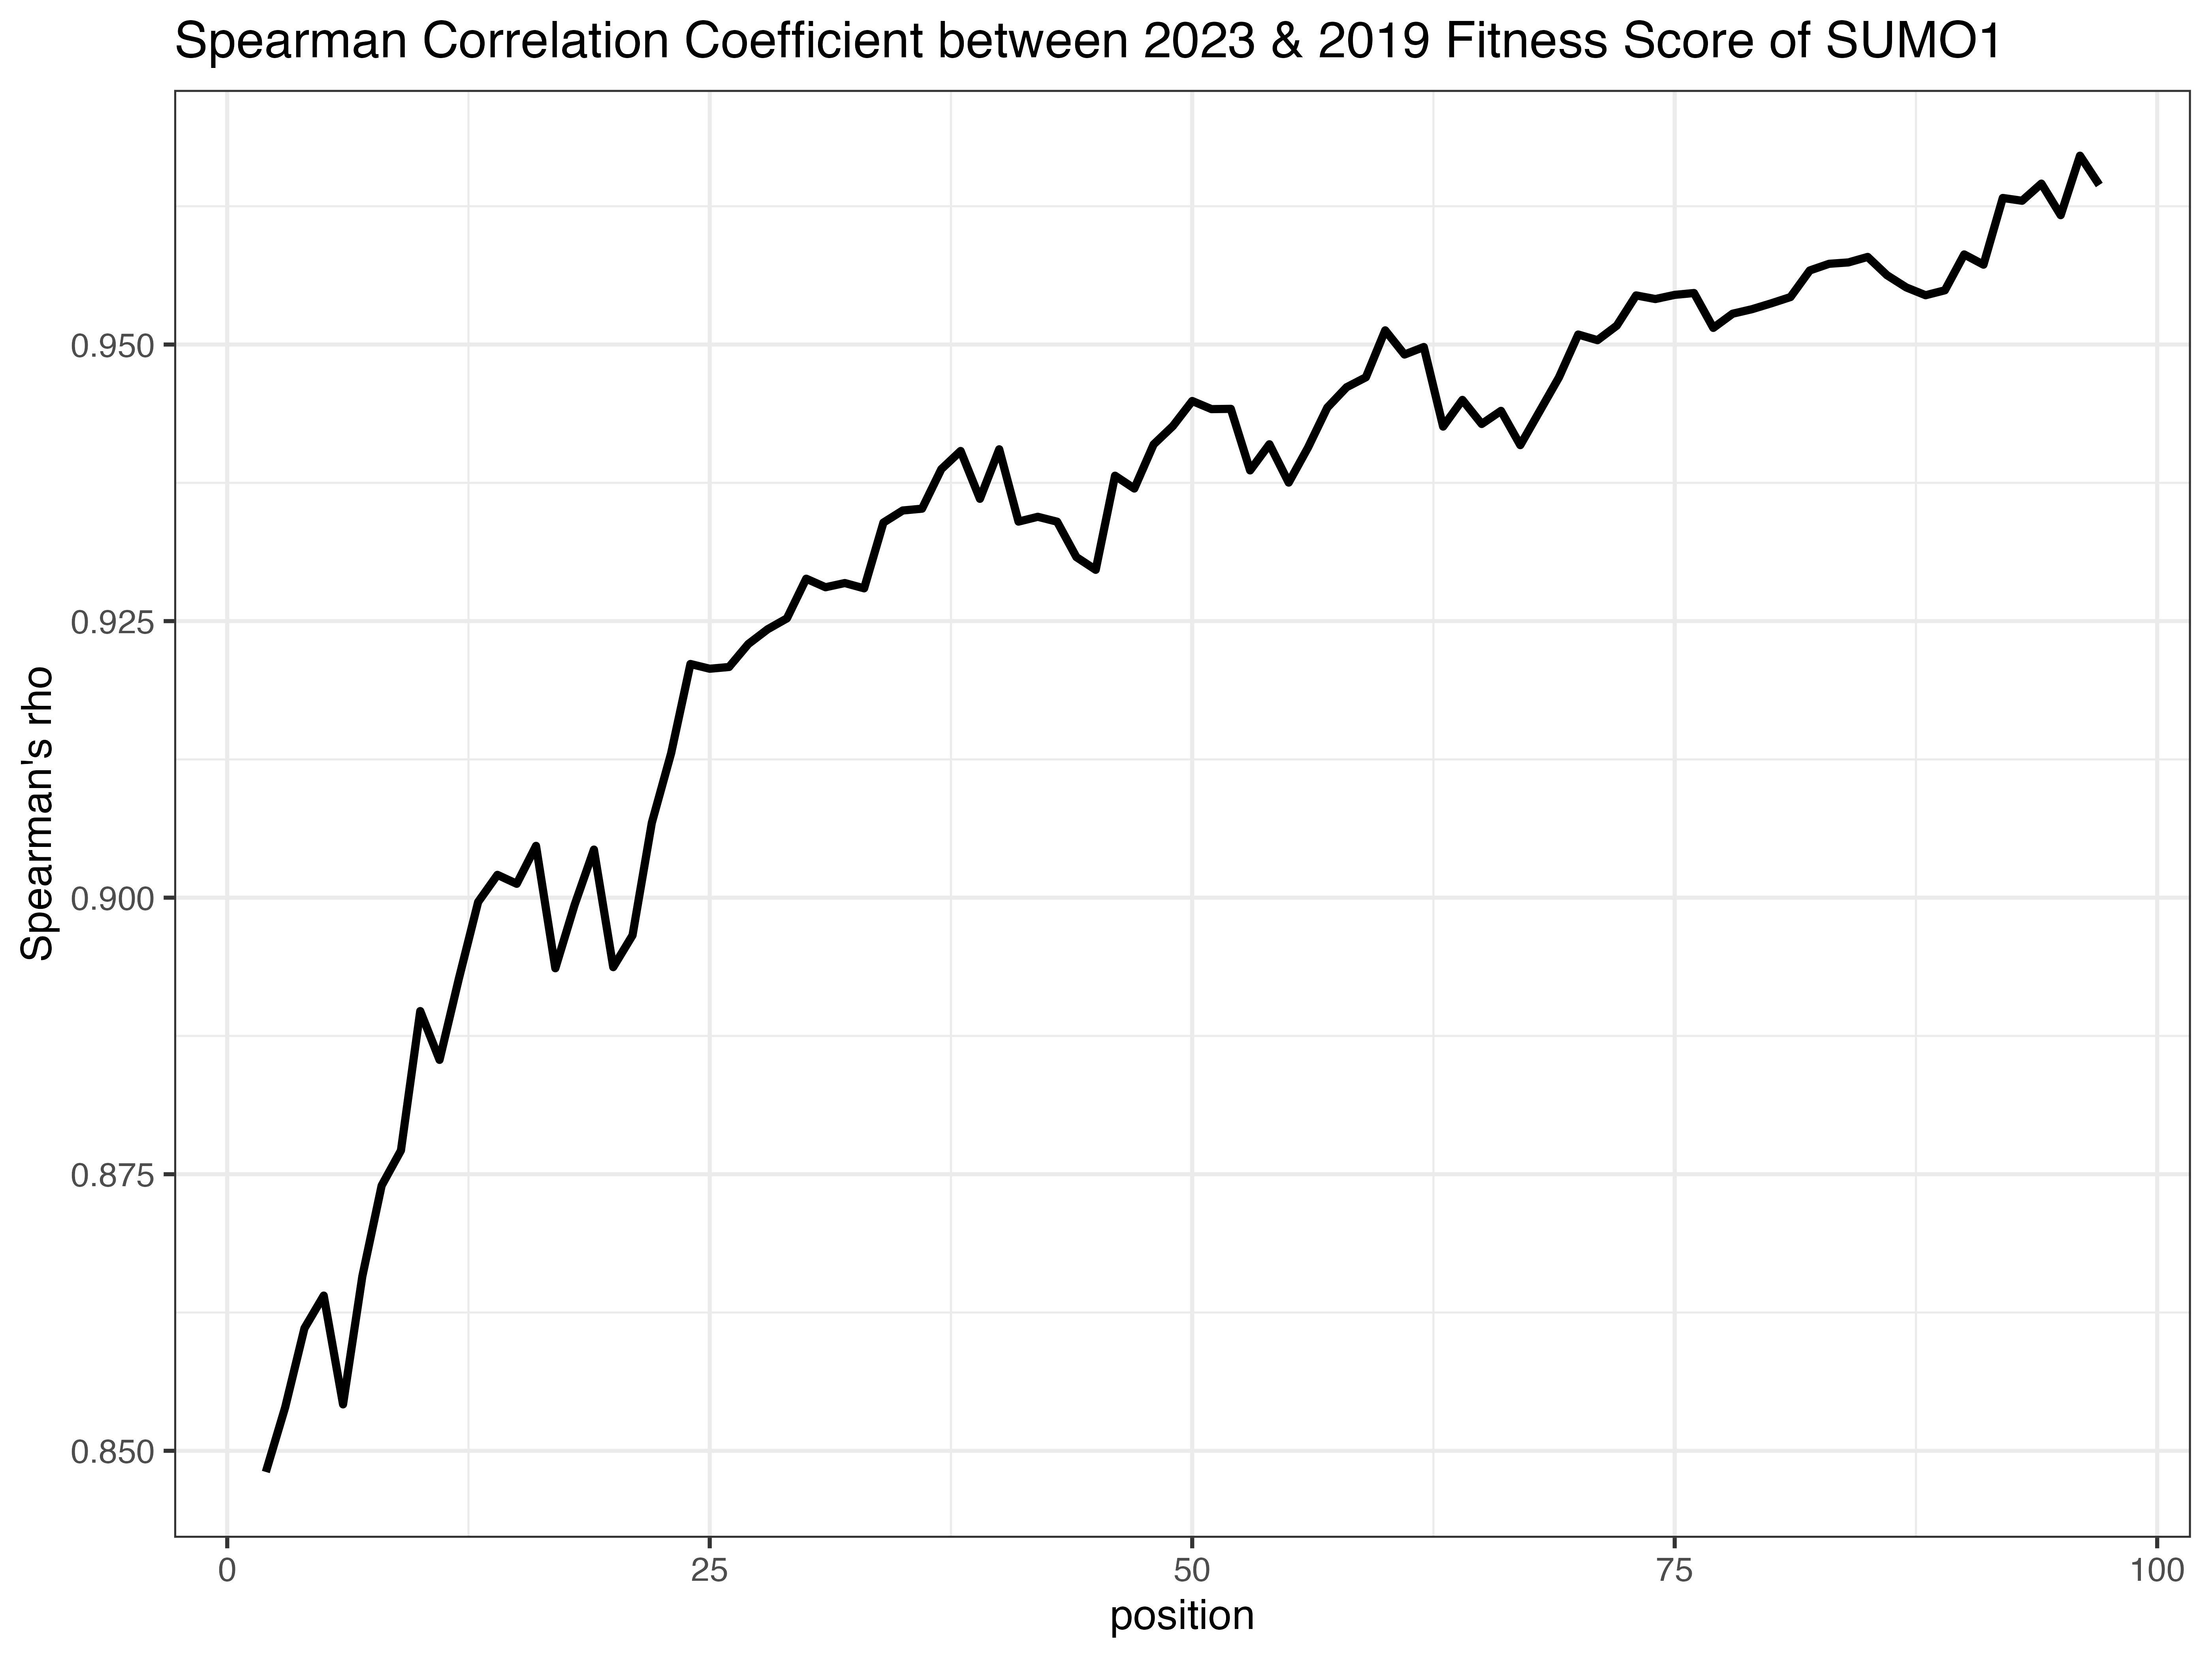 Spearman Correlation Coefficient between 2023 & 2019 Fitness Score of SUMO1
Spearman's rho
0.950
0.925
0.900
0.875
0.850
0 25 50 75 100
position